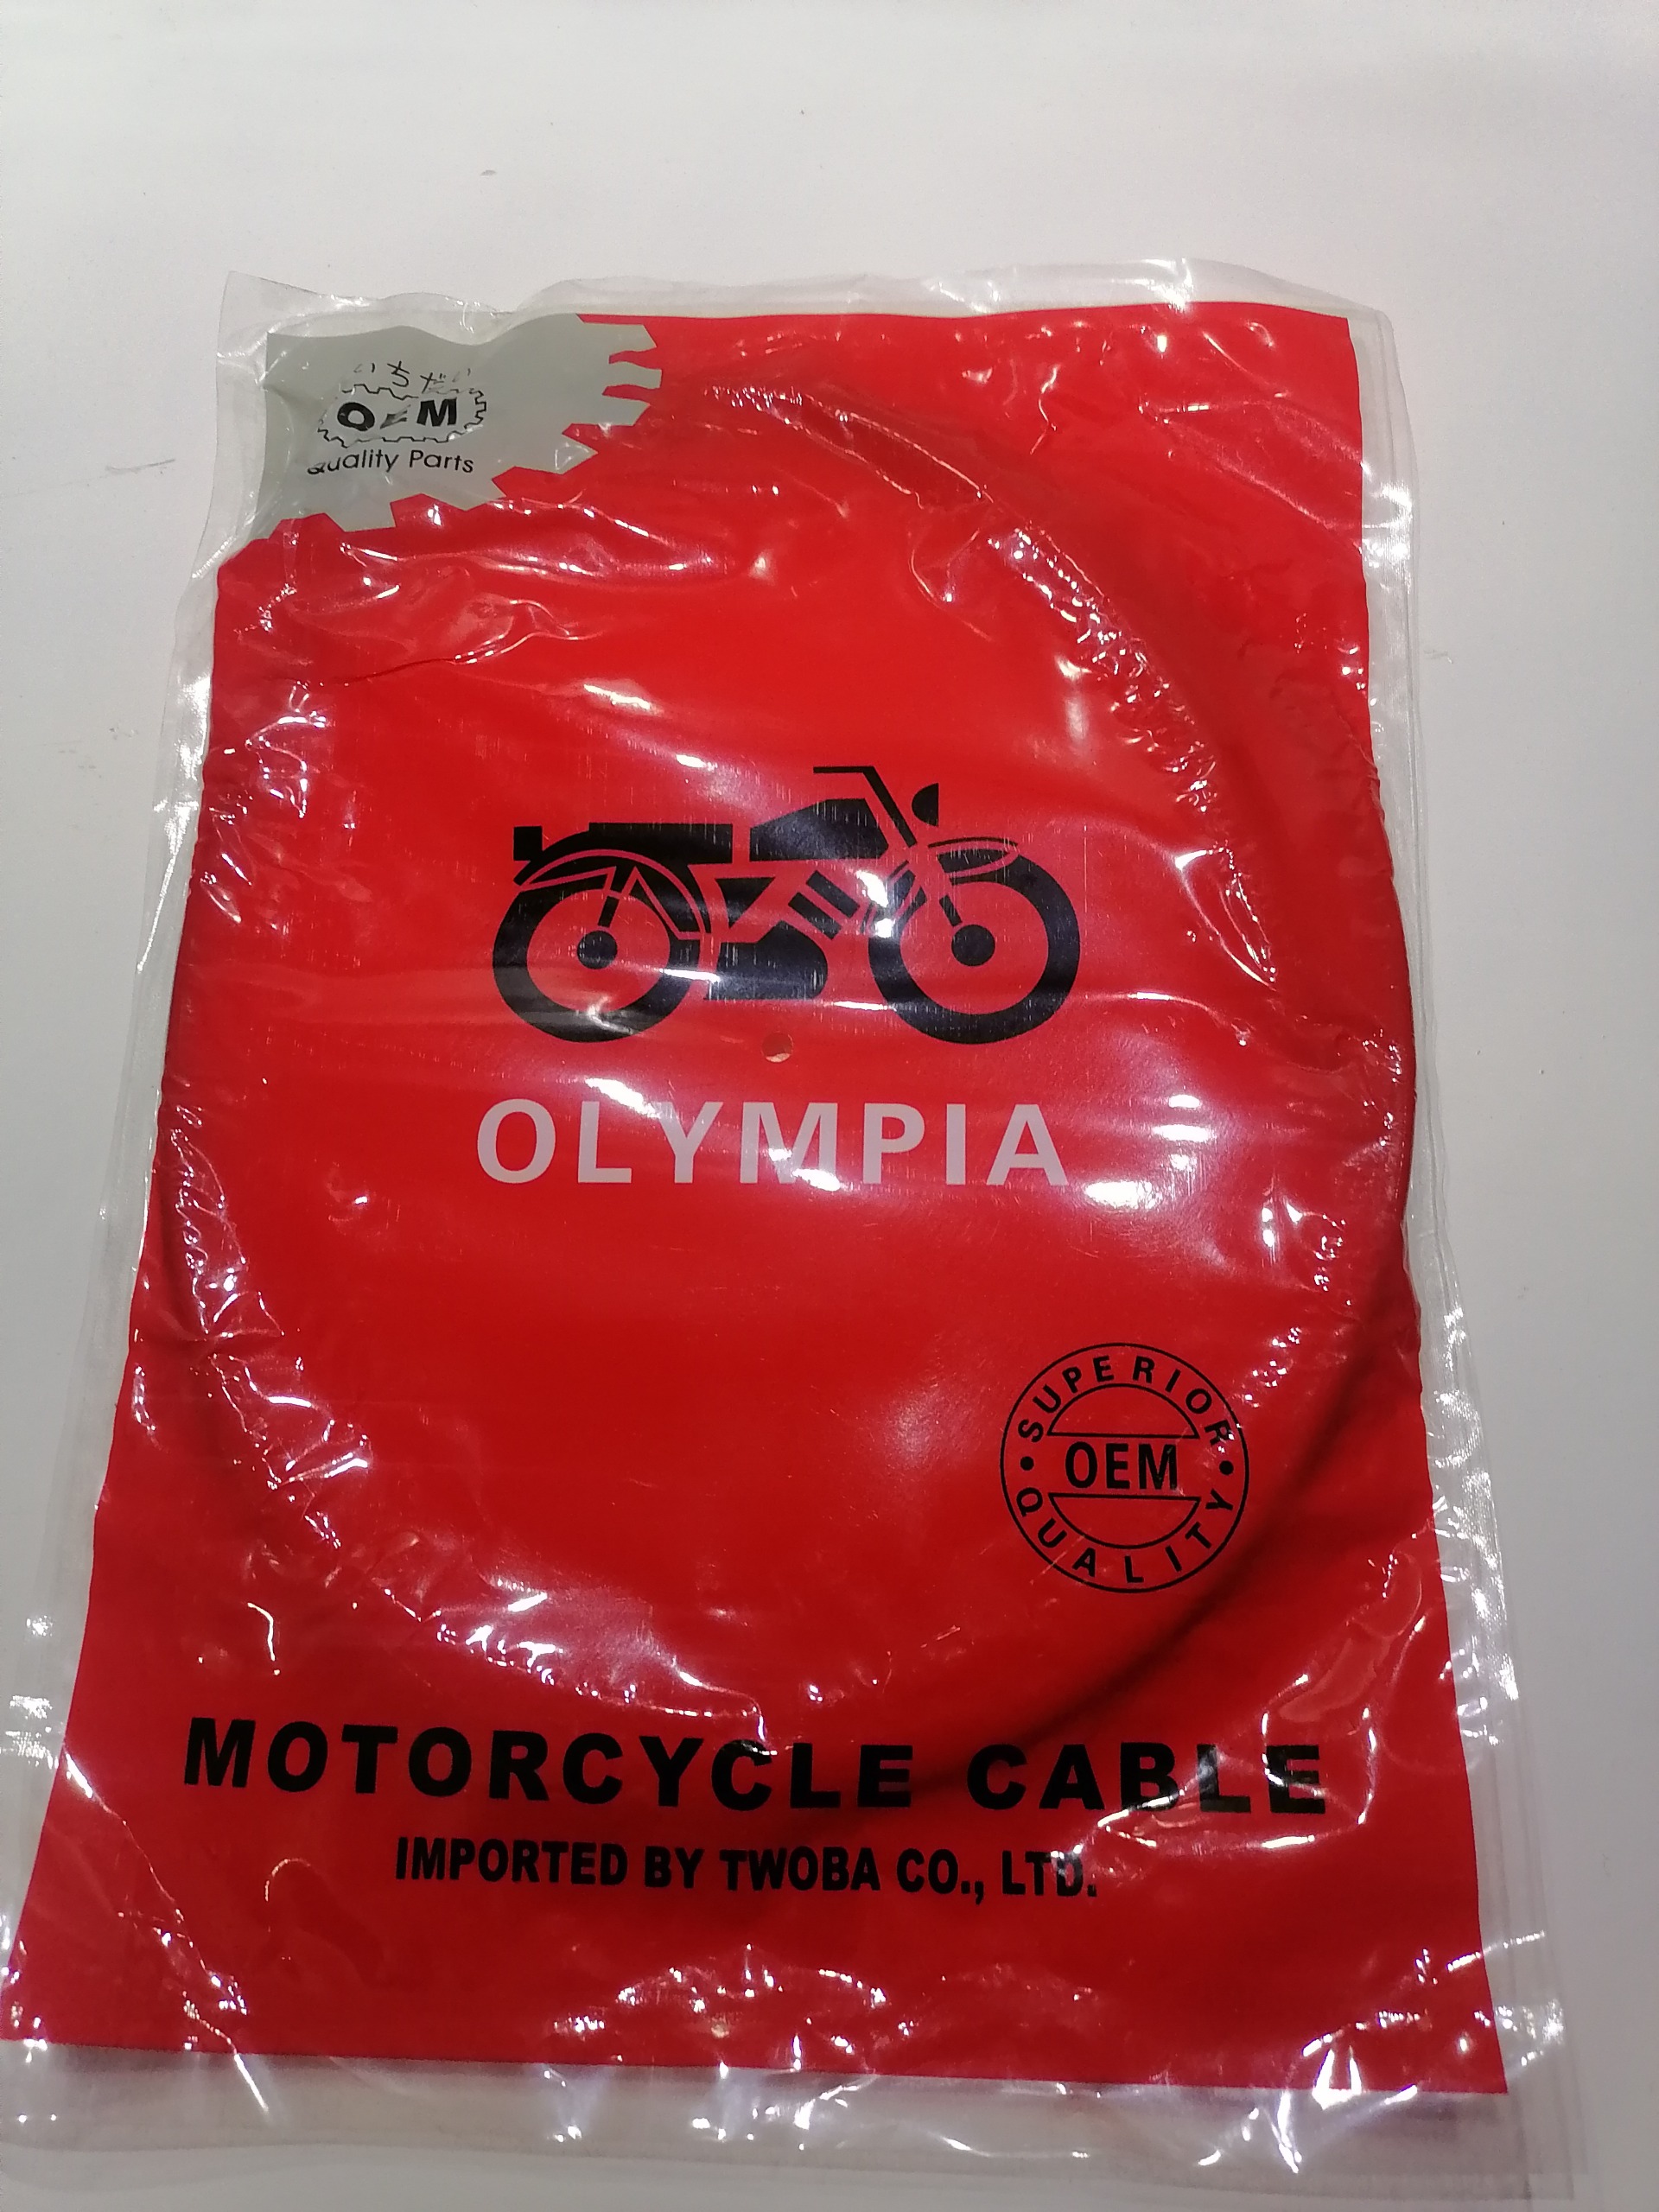 いちだい
OEM
Quality Parts
OLYMPIA
SUPERIOR
OEM
QUALITY
MOTORCYCLE CABLE
IMPORTED BY TWOBA CO., LTD.